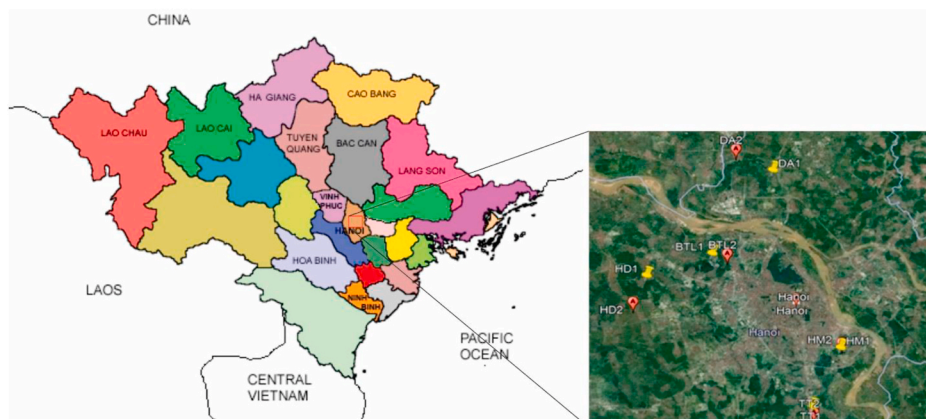 CHINA
HA GIANG
CAO BANG
LAO CHAU
LAO CAI
TUYEN
QUANG
BAC CAN
LANG SON
VINH
PHUC
HANOI
HOA BINH
LAOS
NINH
BINH
PACIFIC
OCEAN
CENTRAL
VIETNAM
DA2
DA1
BTL1
BTL2
HD1
HD2
Hanoi
Hanoi
Hanoi
HM2
HM1